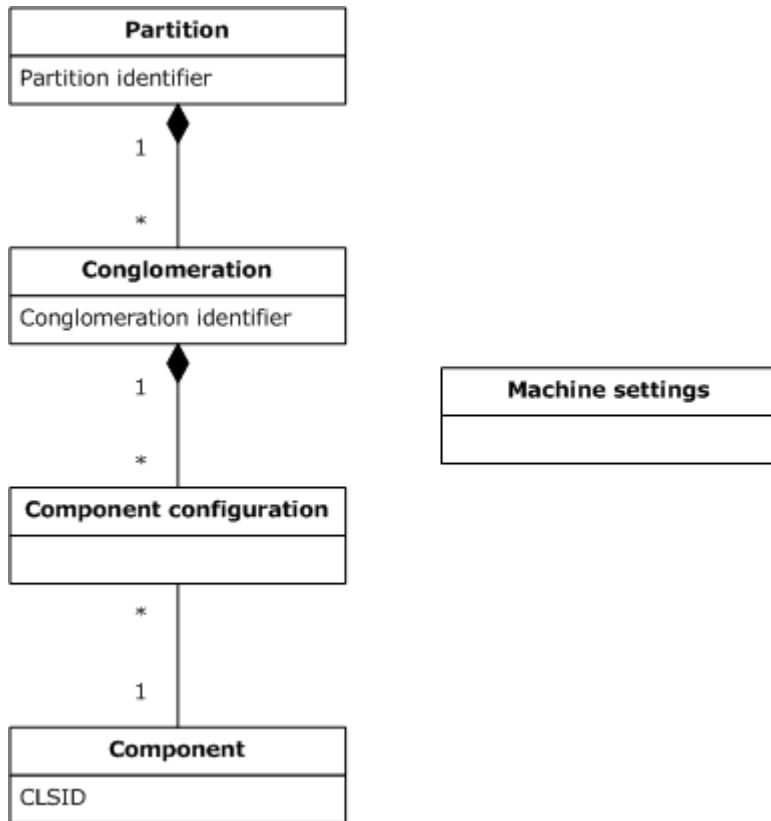 Partition
Partition identifier
1
*
Conglomeration
Conglomeration identifier
1
*
Machine settings
Component configuration
*
1
Component
CLSID